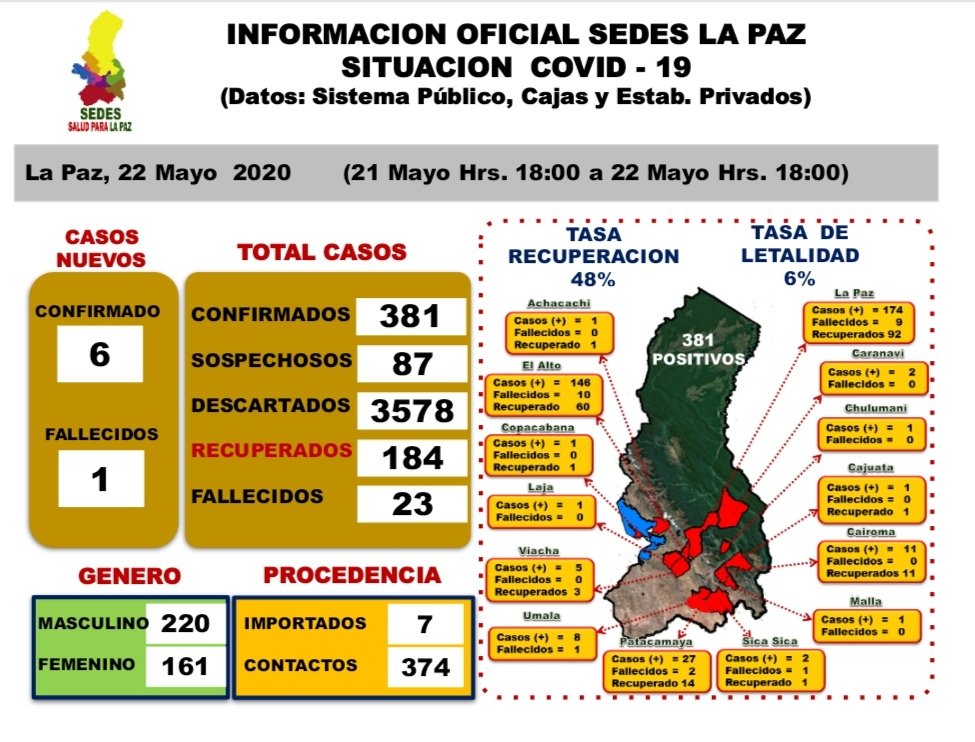 SEDES
SALUD PARA LA PAZ
INFORMACION OFICIAL SEDES LA PAZ
SITUACION COVID - 19
(Datos: Sistema Público, Cajas y Estab. Privados)
La Paz, 22 Mayo 2020 (21 Mayo Hrs. 18:00 a 22 Mayo Hrs. 18:00)
CASOS
NUEVOS
CONFIRMADO
6
FALLECIDOS
1
TOTAL CASOS
CONFIRMADOS 381
SOSPECHOSOS 87
DESCARTADOS 3578
RECUPERADOS 184
FALLECIDOS 23
GENERO
MASCULINO 220
FEMENINO 161
PROCEDENCIA
IMPORTADOS 7
CONTACTOS 374
TASA
RECUPERACION
48%
TASA DE
LETALIDAD
6%
381
POSITIVOS
Achacachi
Casos (+) = 1
Fallecidos = 0
Recuperado 1
El Alto
Casos (+) = 146
Fallecidos = 10
Recuperado 60
Copacabana
Casos (+) = 1
Fallecidos = 0
Recuperado 1
Laja
Casos (+) = 1
Fallecidos = 0
Viacha
Casos (+) = 5
Fallecidos = 0
Recuperados 3
Umala
Casos (+) = 8
Fallecidos = 1
Patacamaya
Casos (+) = 27
Fallecidos = 2
Recuperado 14
Sica Sica
Casos (+) = 2
Fallecidos = 1
Recuperado 1
La Paz
Casos (+) = 174
Fallecidos = 9
Recuperados 92
Caranavi
Casos (+) = 2
Fallecidos = 0
Chulumani
Casos (+) = 1
Fallecidos = 0
Cajuata
Casos (+) = 1
Fallecidos = 0
Recuperado 1
Cairoma
Casos (+) = 11
Fallecidos = 0
Recuperados 11
Malla
Casos (+) = 1
Fallecidos = 0